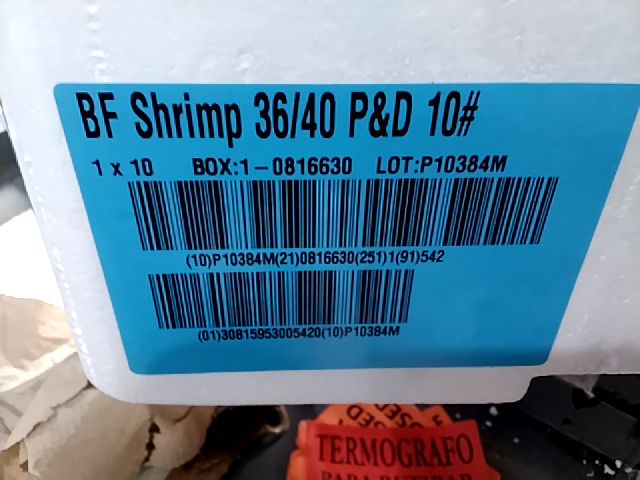 BF Shrimp 36/40 P&D 10#
1 x 10 BOX:1-0816630 LOT:P10384M
(10)P10384M(21)0816630(251)1(91)542
(01)30815953005420(10)P10384M
TERMOGRAFO